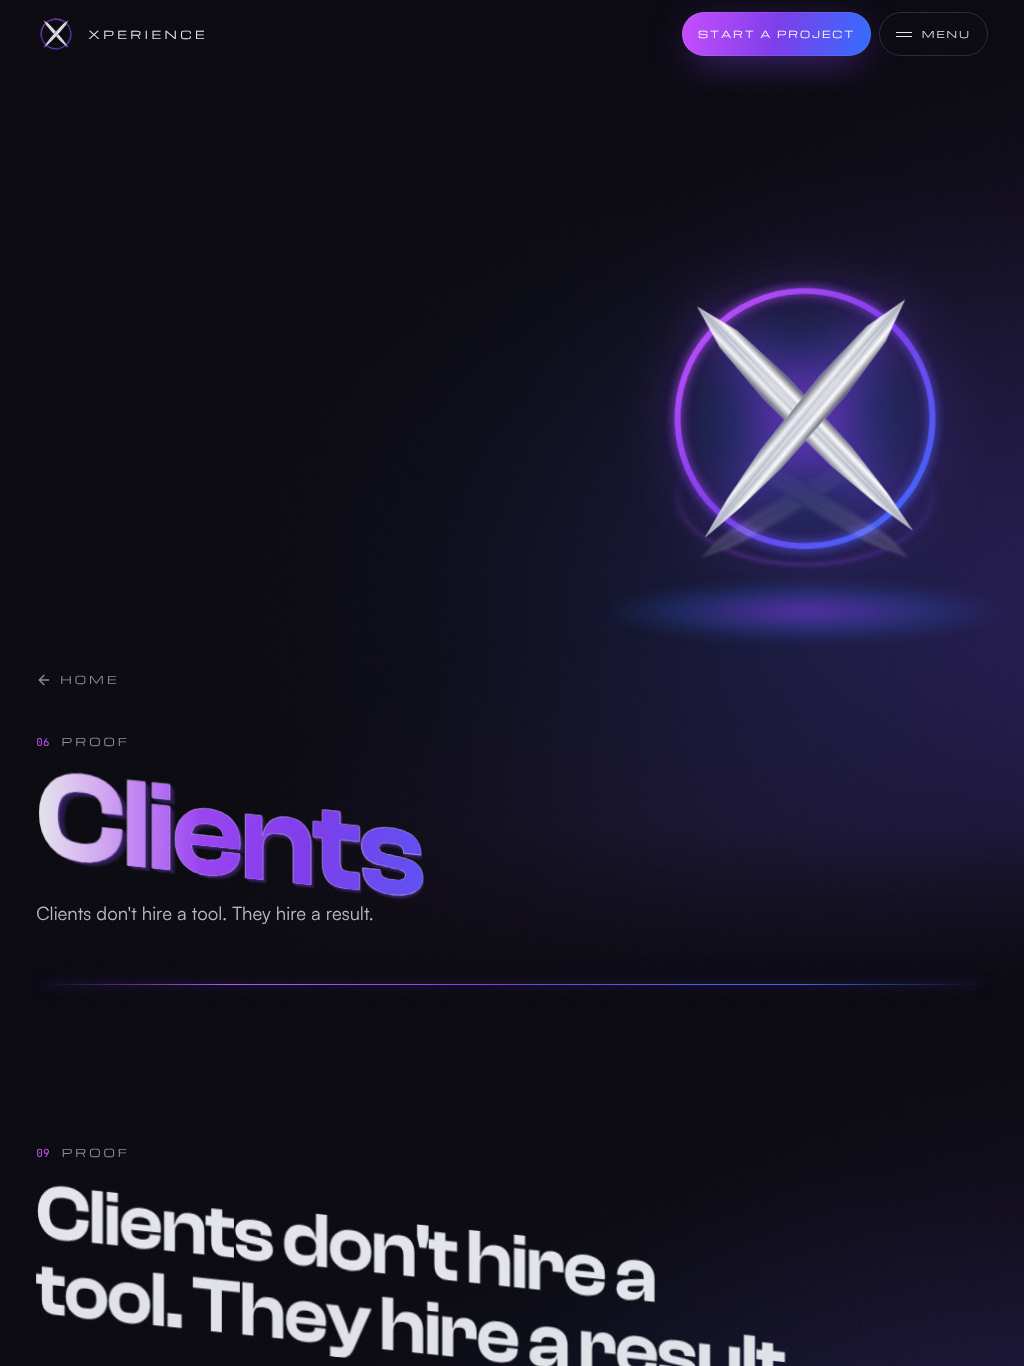 XPERIENCE
START A PROJECT
MENU
← HOME
06 PROOF
Clients
Clients don't hire a tool. They hire a result.
09 PROOF
Clients don't hire a
tool. They hire a result.